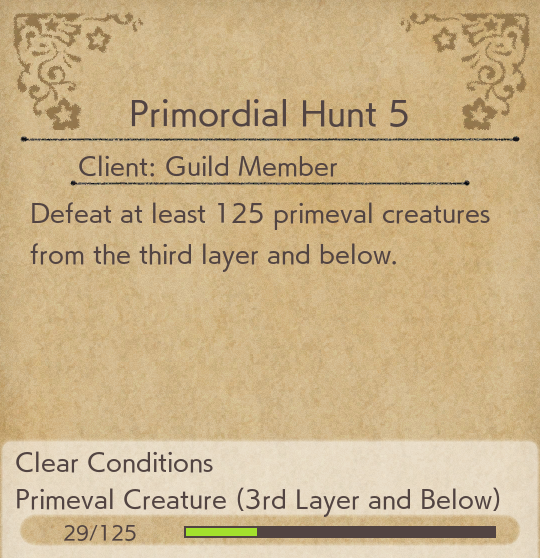 Primordial Hunt 5
Client: Guild Member
Defeat at least 125 primeval creatures
from the third layer and below.
Clear Conditions
Primeval Creature (3rd Layer and Below)
29/125